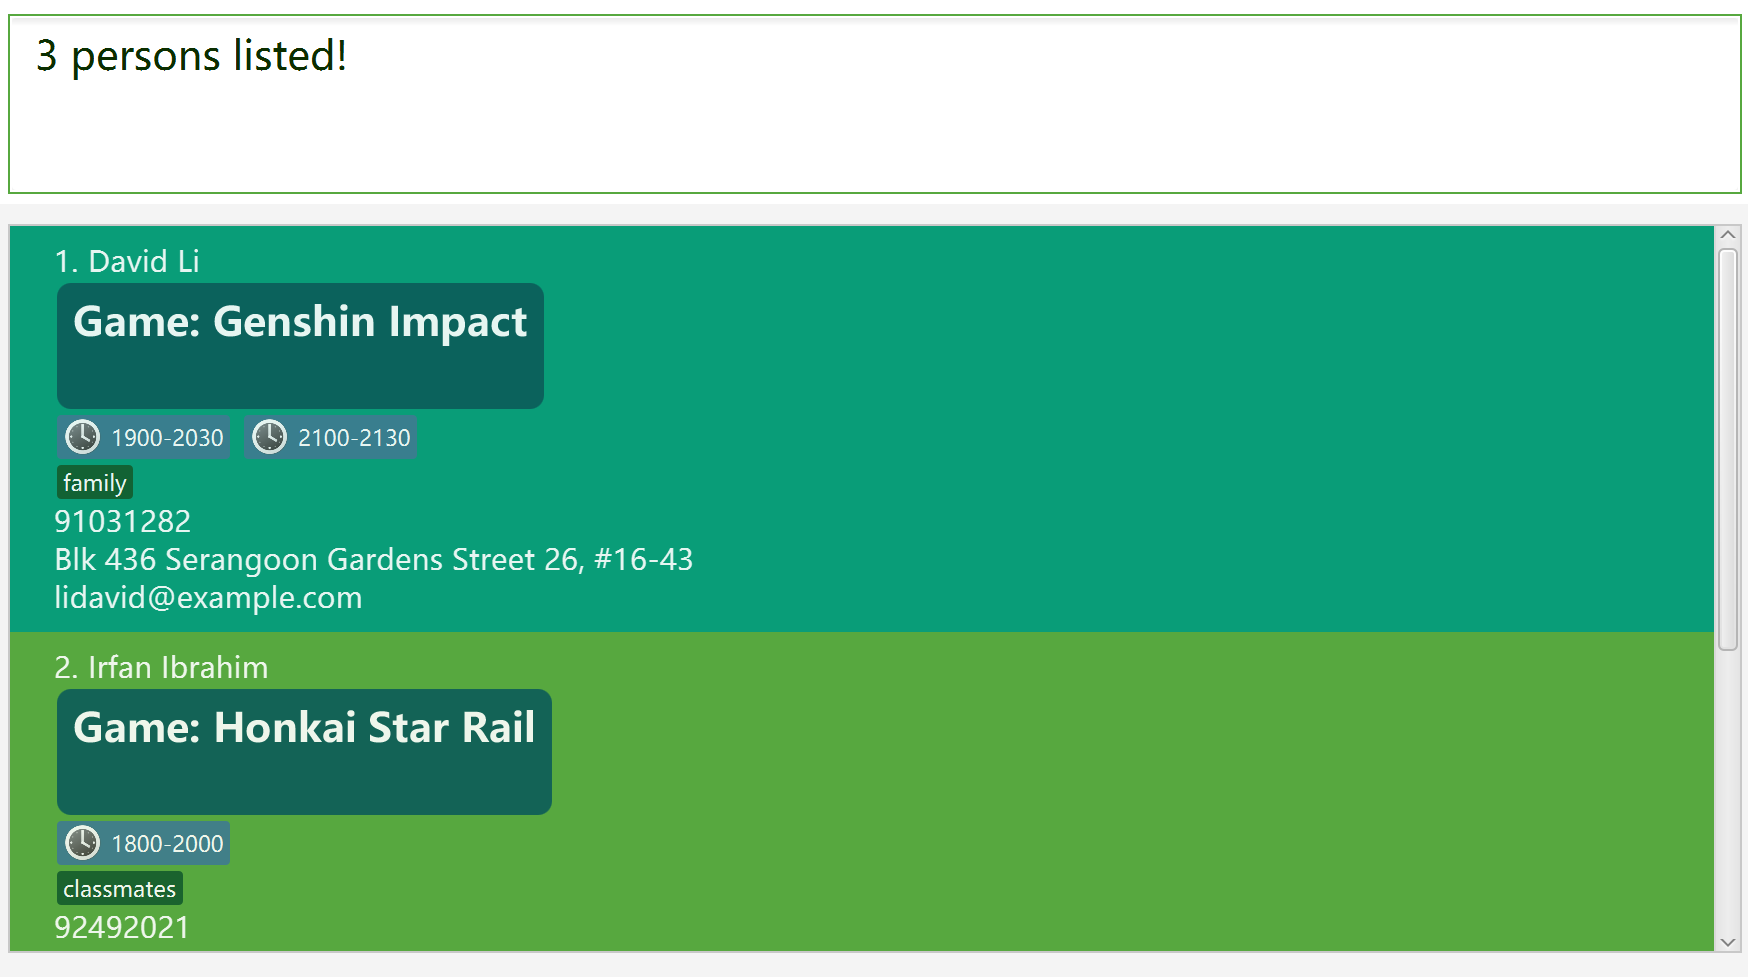 3 persons listed!
1. David Li
Game: Genshin Impact
1900-2030 2100-2130
family
91031282
Blk 436 Serangoon Gardens Street 26, #16-43
lidavid@example.com
2. Irfan Ibrahim
Game: Honkai Star Rail
1800-2000
classmates
92492021